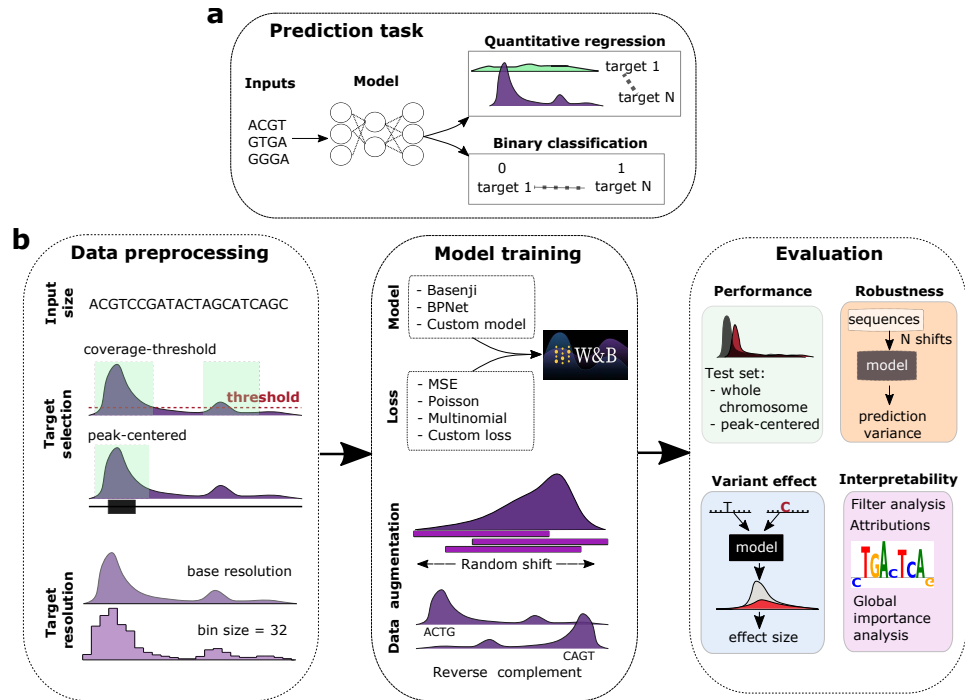 a
Prediction task
Inputs
Model
ACGT
GTGA
GGGA
Quantitative regression
target 1
target N
Binary classification
0 1
target 1 target N
b
Data preprocessing
Input size
ACGTCCGATACTAGCATCAGC
Target selection
coverage-threshold
threshold
peak-centered
Target resolution
base resolution
bin size = 32
Model training
Model
- Basenji
- BPNet
- Custom model
W&B
Loss
- MSE
- Poisson
- Multinomial
- Custom loss
Data augmentation
Random shift
ACTG
CAGT
Reverse complement
Evaluation
Performance
Test set:
- whole
chromosome
- peak-centered
Robustness
sequences
N shifts
model
prediction
variance
Variant effect
T
C
model
effect size
Interpretability
Filter analysis
Attributions
CTGACTCAG
Global
importance
analysis